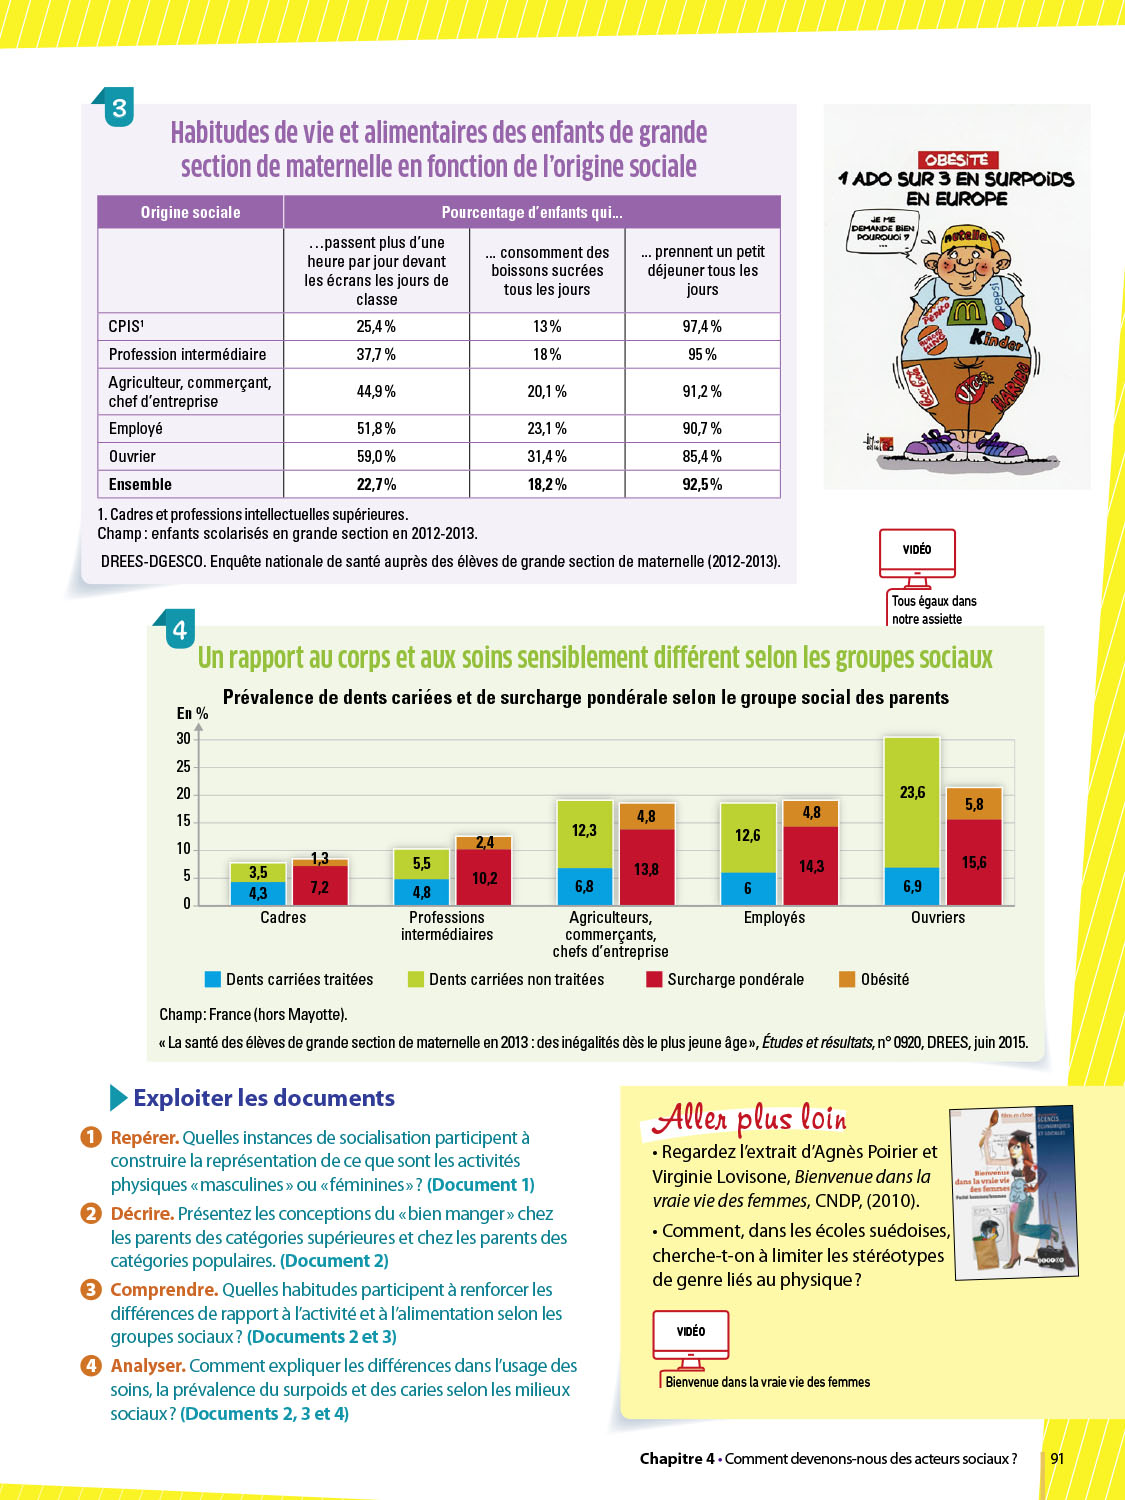 3
Habitudes de vie et alimentaires des enfants de grande
section de maternelle en fonction de l'origine sociale
Origine sociale
Pourcentage d'enfants qui...
...passent plus d'une
heure par jour devant
les écrans les jours de
classe
... consomment des
boissons sucrées
tous les jours
... prennent un petit
déjeuner tous les
jours
CPIS¹ 25,4 % 13 % 97,4 %
Profession intermédiaire 37,7 % 18 % 95 %
Agriculteur, commerçant,
chef d'entreprise 44,9 % 20,1 % 91,2 %
Employé 51,8 % 23,1 % 90,7 %
Ouvrier 59,0 % 31,4 % 85,4 %
Ensemble 22,7 % 18,2 % 92,5 %
1. Cadres et professions intellectuelles supérieures.
Champ : enfants scolarisés en grande section en 2012-2013.
DREES-DGESCO. Enquête nationale de santé auprès des élèves de grande section de maternelle (2012-2013).
OBÉSITÉ
1 ADO SUR 3 EN SURPOIDS
EN EUROPE
JE ME
DEMANDE BIEN
POURQUOI ?
...
nutella
PEPSI
Pépito
M
BURGER
KING
Kinder
Coca-Cola
Vico
HARIBO
VIDÉO
Tous égaux dans
notre assiette
4
Un rapport au corps et aux soins sensiblement différent selon les groupes sociaux
Prévalence de dents cariées et de surcharge pondérale selon le groupe social des parents
En %
30
25
20
15
10
5
0
3,5
4,3
1,3
7,2
5,5
4,8
2,4
10,2
12,3
6,8
4,8
13,8
12,6
6
4,8
14,3
23,6
6,9
5,8
15,6
Cadres
Professions
intermédiaires
Agriculteurs,
commerçants,
chefs d'entreprise
Employés
Ouvriers
Dents carriées traitées
Dents carriées non traitées
Surcharge pondérale
Obésité
Champ : France (hors Mayotte).
« La santé des élèves de grande section de maternelle en 2013 : des inégalités dès le plus jeune âge », Études et résultats, n° 0920, DREES, juin 2015.
Exploiter les documents
1 Repérer. Quelles instances de socialisation participent à
construire la représentation de ce que sont les activités
physiques « masculines » ou « féminines » ? (Document 1)
2 Décrire. Présentez les conceptions du « bien manger » chez
les parents des catégories supérieures et chez les parents des
catégories populaires. (Document 2)
3 Comprendre. Quelles habitudes participent à renforcer les
différences de rapport à l'activité et à l'alimentation selon les
groupes sociaux ? (Documents 2 et 3)
4 Analyser. Comment expliquer les différences dans l'usage des
soins, la prévalence du surpoids et des caries selon les milieux
sociaux ? (Documents 2, 3 et 4)
Aller plus loin
• Regardez l'extrait d'Agnès Poirier et
Virginie Lovisone, Bienvenue dans la
vraie vie des femmes, CNDP, (2010).
• Comment, dans les écoles suédoises,
cherche-t-on à limiter les stéréotypes
de genre liés au physique ?
Bienvenue
dans la vraie vie
des femmes
VIDÉO
Bienvenue dans la vraie vie des femmes
Chapitre 4 • Comment devenons-nous des acteurs sociaux ? 91